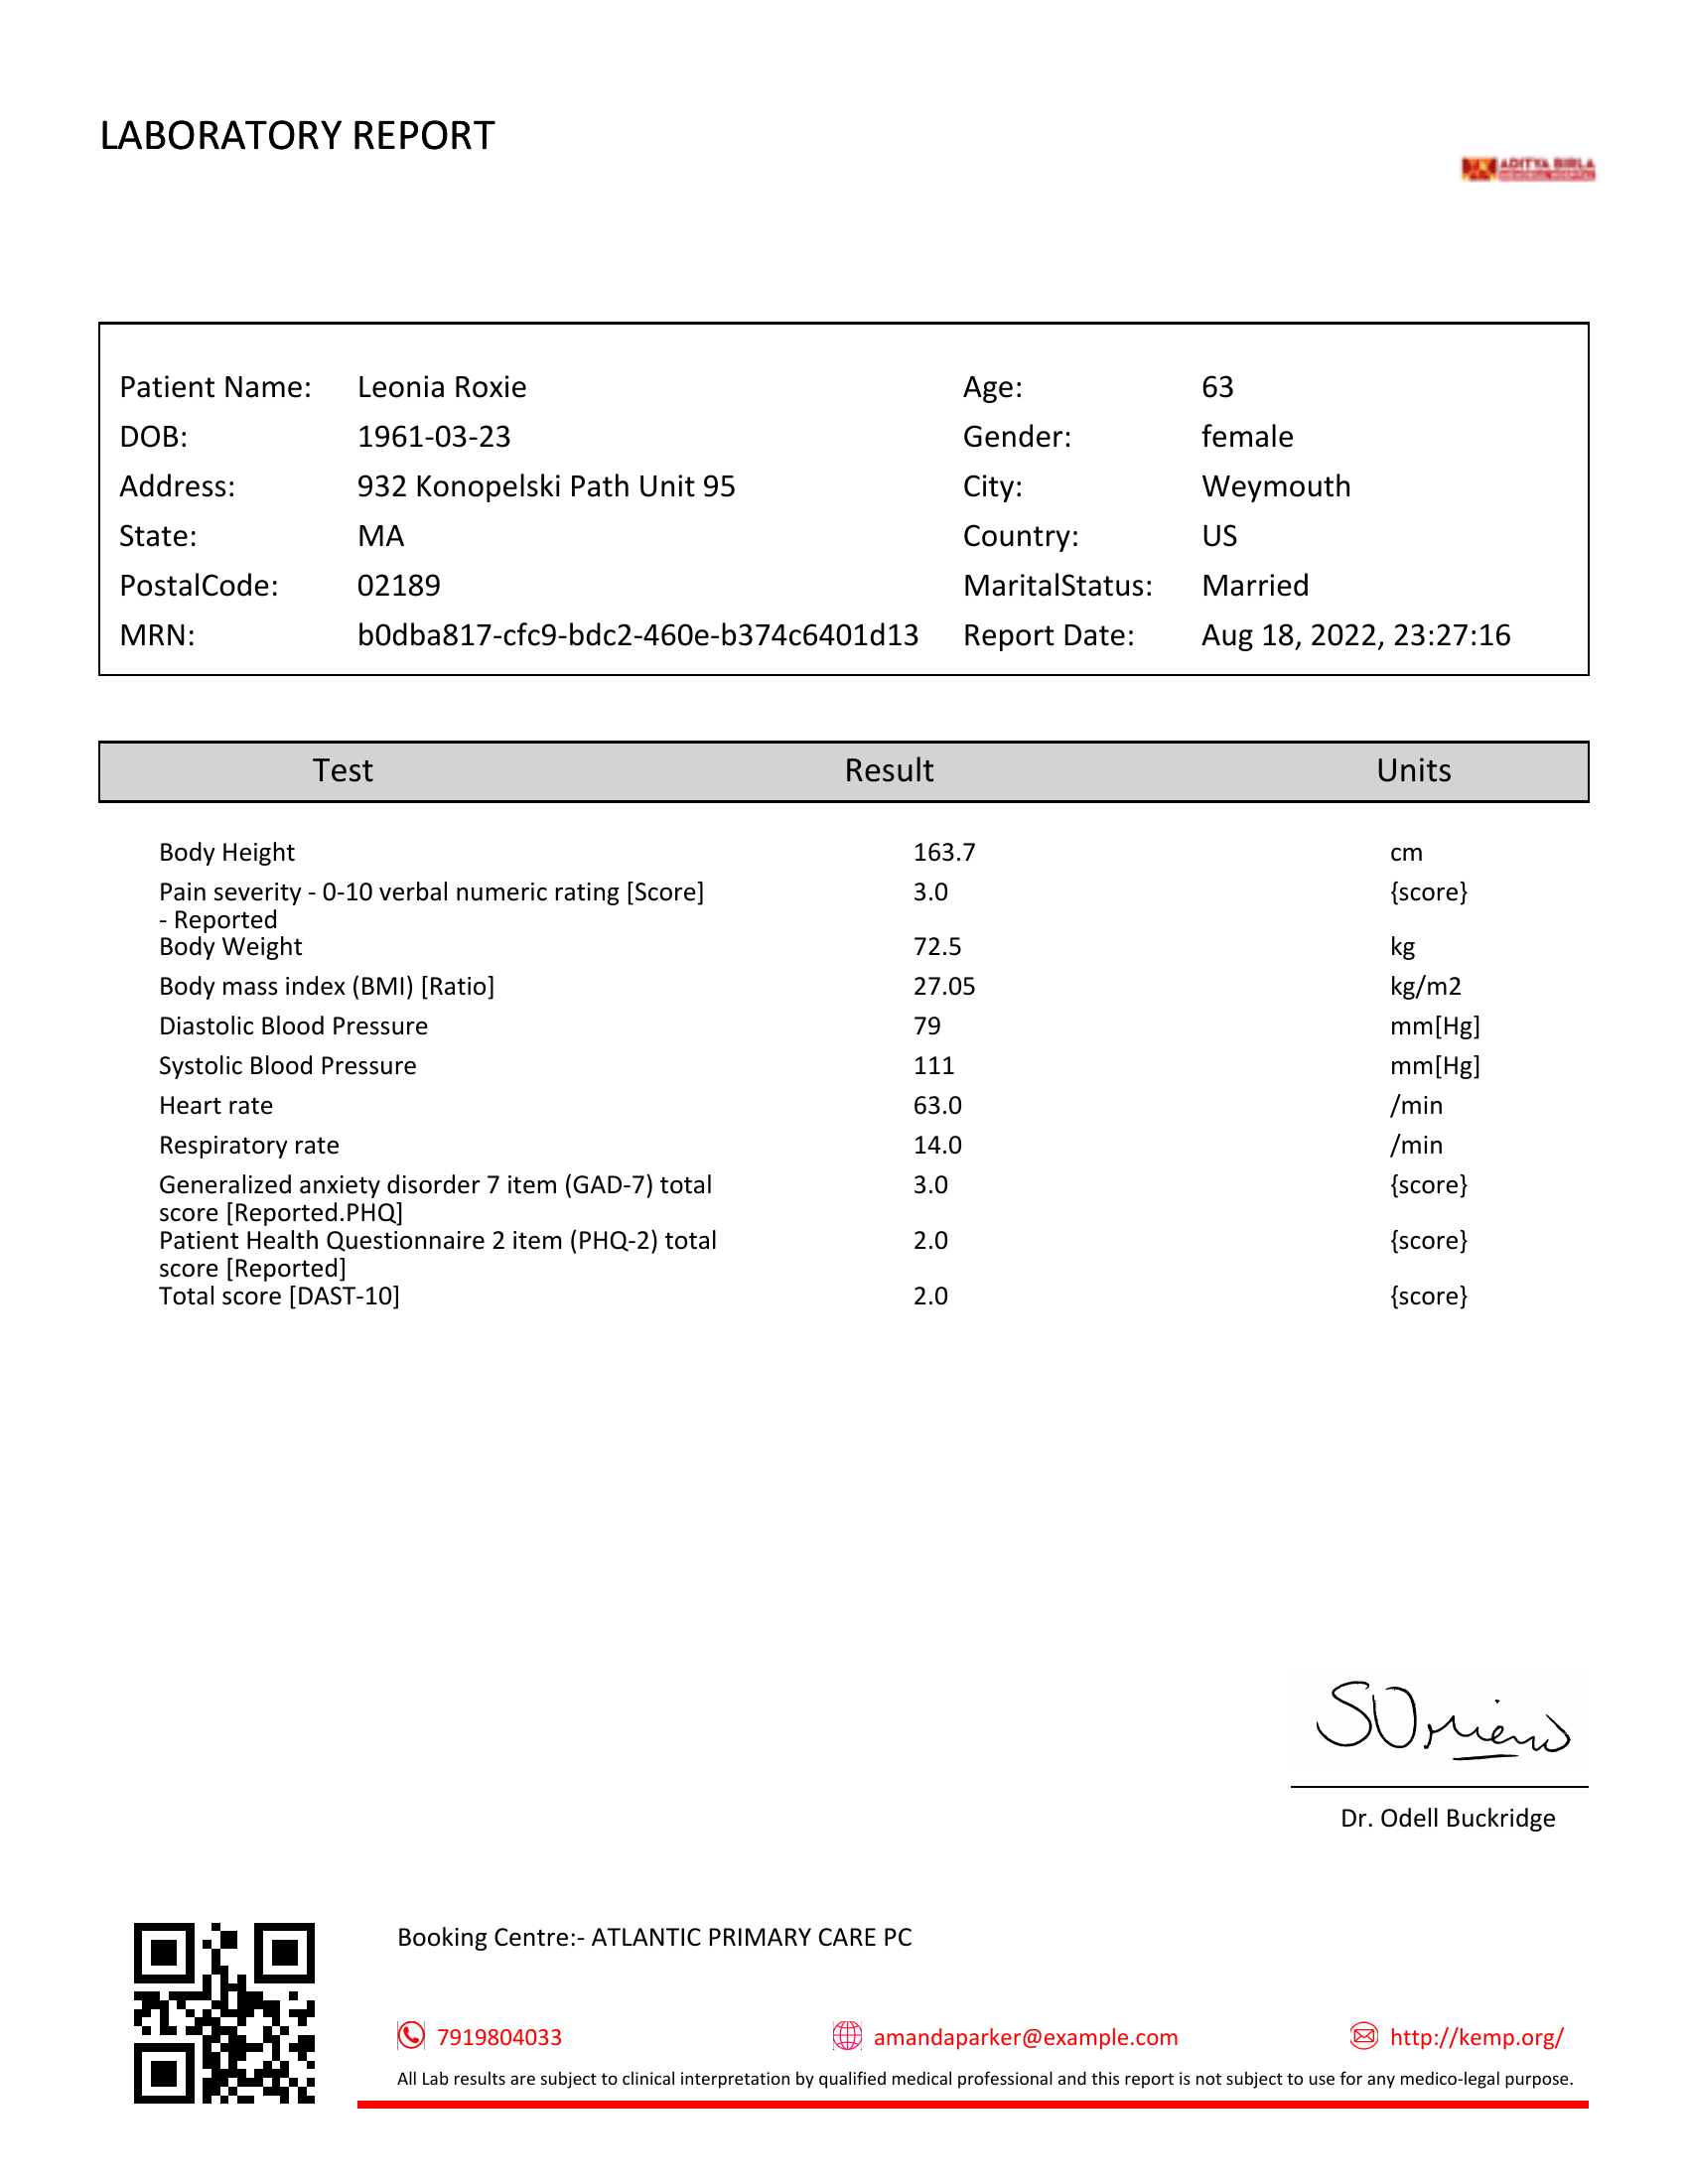 LABORATORY REPORT
ADITYA BIRLA
MEMORIAL HOSPITAL
Patient Name: Leonia Roxie Age: 63
DOB: 1961-03-23 Gender: female
Address: 932 Konopelski Path Unit 95 City: Weymouth
State: MA Country: US
PostalCode: 02189 MaritalStatus: Married
MRN: b0dba817-cfc9-bdc2-460e-b374c6401d13 Report Date: Aug 18, 2022, 23:27:16
Test Result Units
Body Height 163.7 cm
Pain severity - 0-10 verbal numeric rating [Score] 3.0 {score}
- Reported
Body Weight 72.5 kg
Body mass index (BMI) [Ratio] 27.05 kg/m2
Diastolic Blood Pressure 79 mm[Hg]
Systolic Blood Pressure 111 mm[Hg]
Heart rate 63.0 /min
Respiratory rate 14.0 /min
Generalized anxiety disorder 7 item (GAD-7) total 3.0 {score}
score [Reported.PHQ]
Patient Health Questionnaire 2 item (PHQ-2) total 2.0 {score}
score [Reported]
Total score [DAST-10] 2.0 {score}
Dr. Odell Buckridge
Booking Centre:- ATLANTIC PRIMARY CARE PC
7919804033 amandaparker@example.com http://kemp.org/
All Lab results are subject to clinical interpretation by qualified medical professional and this report is not subject to use for any medico-legal purpose.